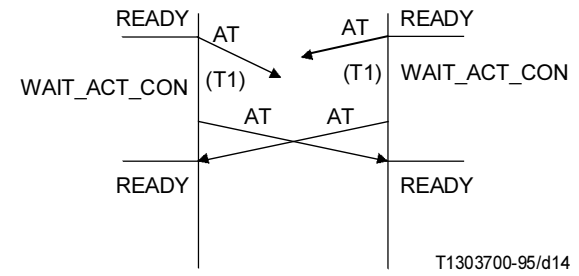 READY READY
AT AT
WAIT_ACT_CON (T1) (T1) WAIT_ACT_CON
AT AT
READY READY
T1303700-95/d14